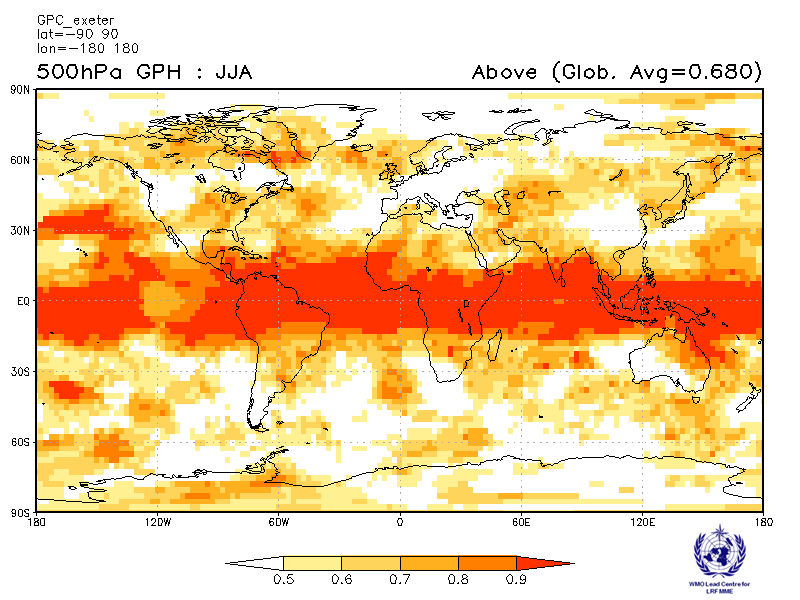 GPC_exeter
lat=−90 90
lon=−180 180
500hPa GPH : JJA
Above (Glob. Avg=0.680)
90N
60N
30N
EQ
30S
60S
90S
180 120W 60W 0 60E 120E 180
0.5 0.6 0.7 0.8 0.9
WMO Lead Centre for
LRF MME